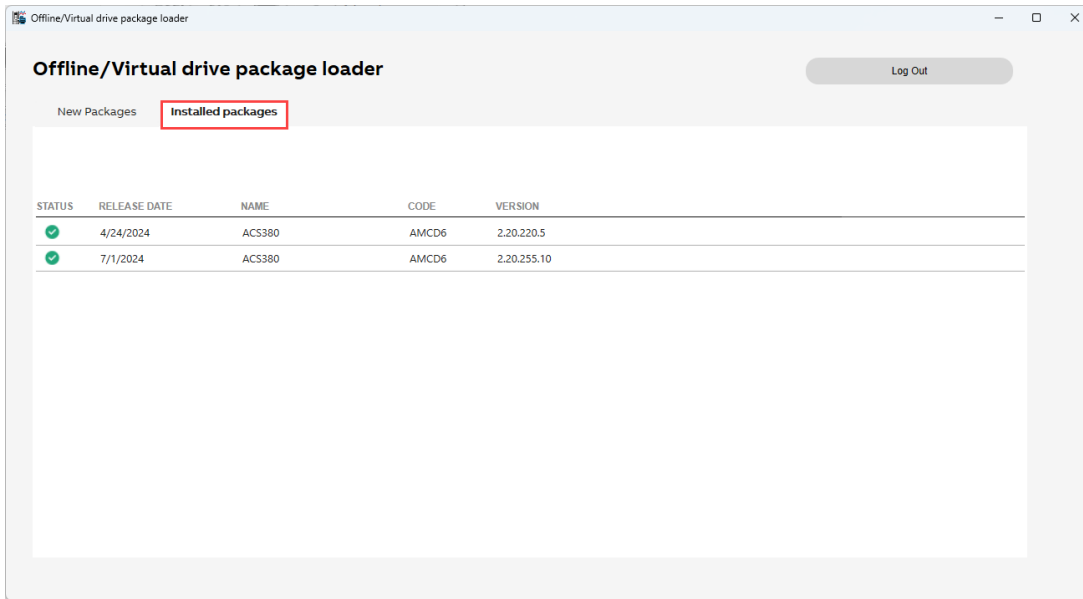 Offline/Virtual drive package loader
Offline/Virtual drive package loader
Log Out
New Packages Installed packages
STATUS RELEASE DATE NAME CODE VERSION
4/24/2024 ACS380 AMCD6 2.20.220.5
7/1/2024 ACS380 AMCD6 2.20.255.10